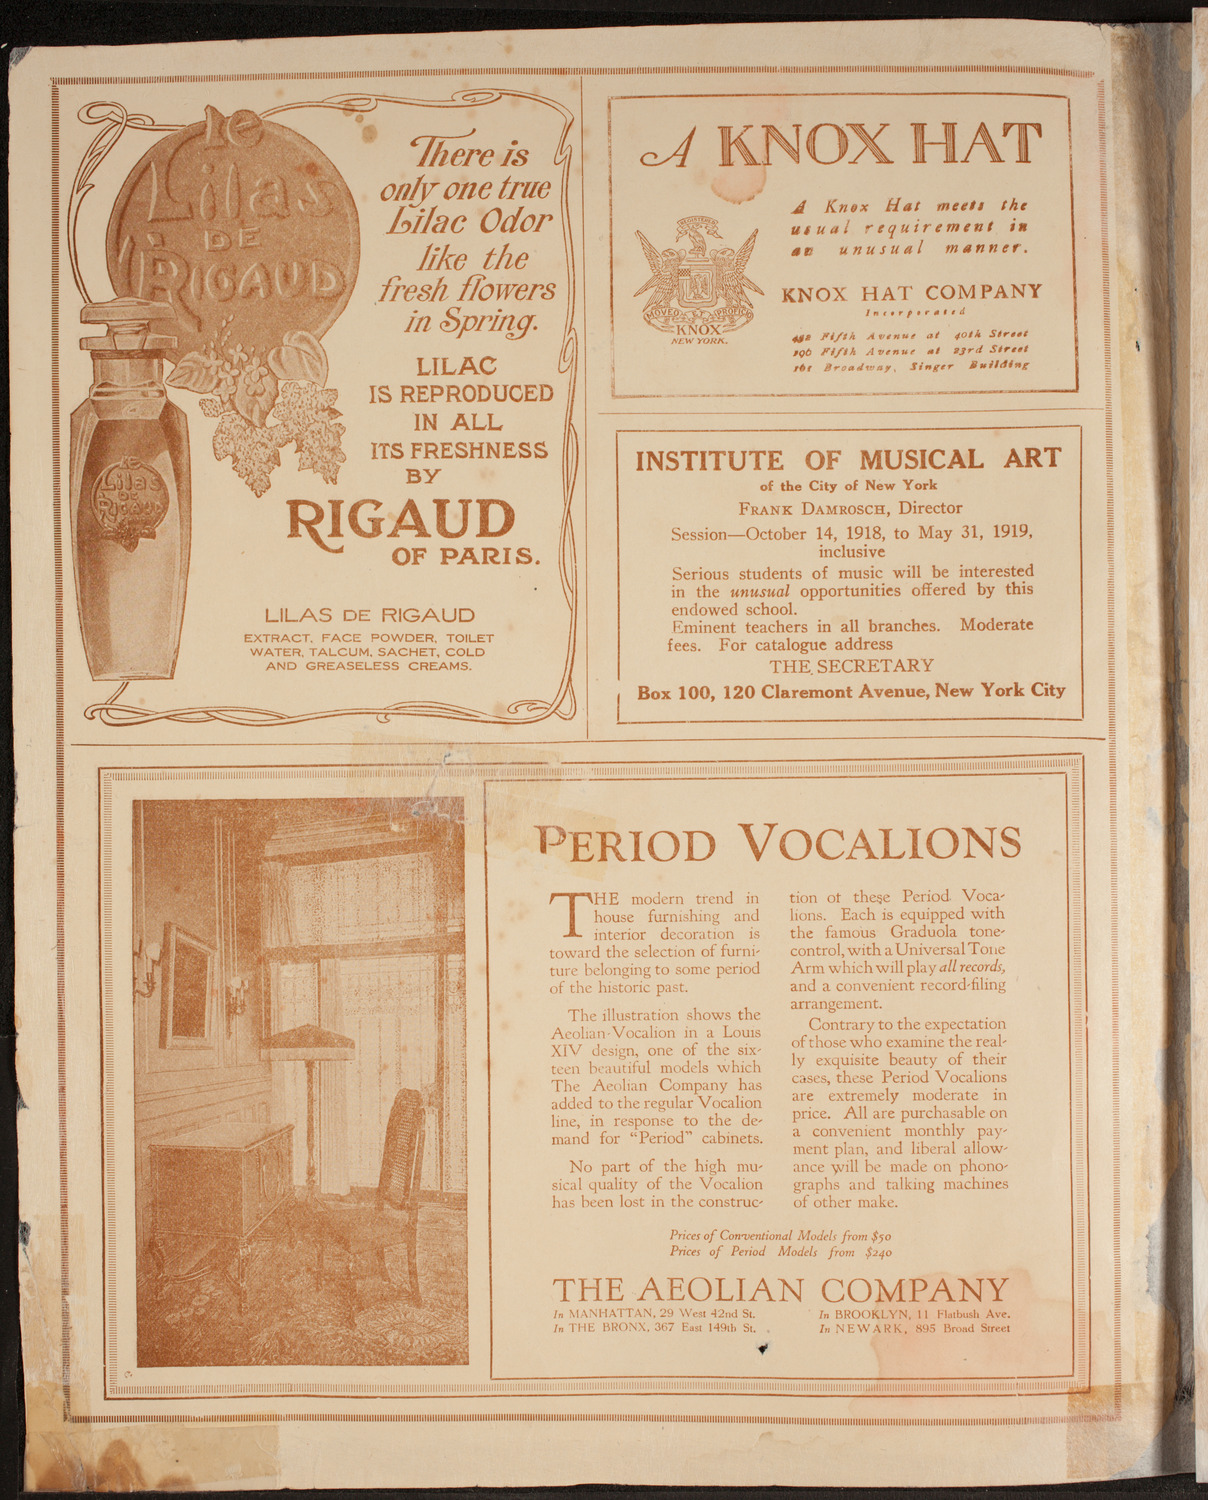 le
Lilas
DE
RIGAUD
le
Lilas
DE
RIGAUD
There is
only one true
Lilac Odor
like the
fresh flowers
in Spring.
LILAC
IS REPRODUCED
IN ALL
ITS FRESHNESS
BY
RIGAUD
OF PARIS.
LILAS DE RIGAUD
EXTRACT, FACE POWDER, TOILET
WATER, TALCUM, SACHET, COLD
AND GREASELESS CREAMS.
A KNOX HAT
A Knox Hat meets the
usual requirement in
an unusual manner.
REGISTERED
MOVEO ET PROFICIO
KNOX
NEW YORK.
KNOX HAT COMPANY
Incorporated
452 Fifth Avenue at 40th Street
196 Fifth Avenue at 23rd Street
161 Broadway, Singer Building
INSTITUTE OF MUSICAL ART
of the City of New York
FRANK DAMROSCH, Director
Session—October 14, 1918, to May 31, 1919,
inclusive
Serious students of music will be interested
in the unusual opportunities offered by this
endowed school.
Eminent teachers in all branches. Moderate
fees. For catalogue address
THE SECRETARY
Box 100, 120 Claremont Avenue, New York City
PERIOD VOCALIONS
THE modern trend in
house furnishing and
interior decoration is
toward the selection of furni-
ture belonging to some period
of the historic past.
The illustration shows the
Aeolian-Vocalion in a Louis
XIV design, one of the six-
teen beautiful models which
The Aeolian Company has
added to the regular Vocalion
line, in response to the de-
mand for "Period" cabinets.
No part of the high mu-
sical quality of the Vocalion
has been lost in the construc-
tion of these Period Voca-
lions. Each is equipped with
the famous Graduola tone-
control, with a Universal Tone
Arm which will play all records,
and a convenient record-filing
arrangement.
Contrary to the expectation
of those who examine the real-
ly exquisite beauty of their
cases, these Period Vocalions
are extremely moderate in
price. All are purchasable on
a convenient monthly pay-
ment plan, and liberal allow-
ance will be made on phono-
graphs and talking machines
of other make.
Prices of Conventional Models from $50
Prices of Period Models from $240
THE AEOLIAN COMPANY
In MANHATTAN, 29 West 42nd St.
In THE BRONX, 367 East 149th St.
In BROOKLYN, 11 Flatbush Ave.
In NEWARK, 895 Broad Street